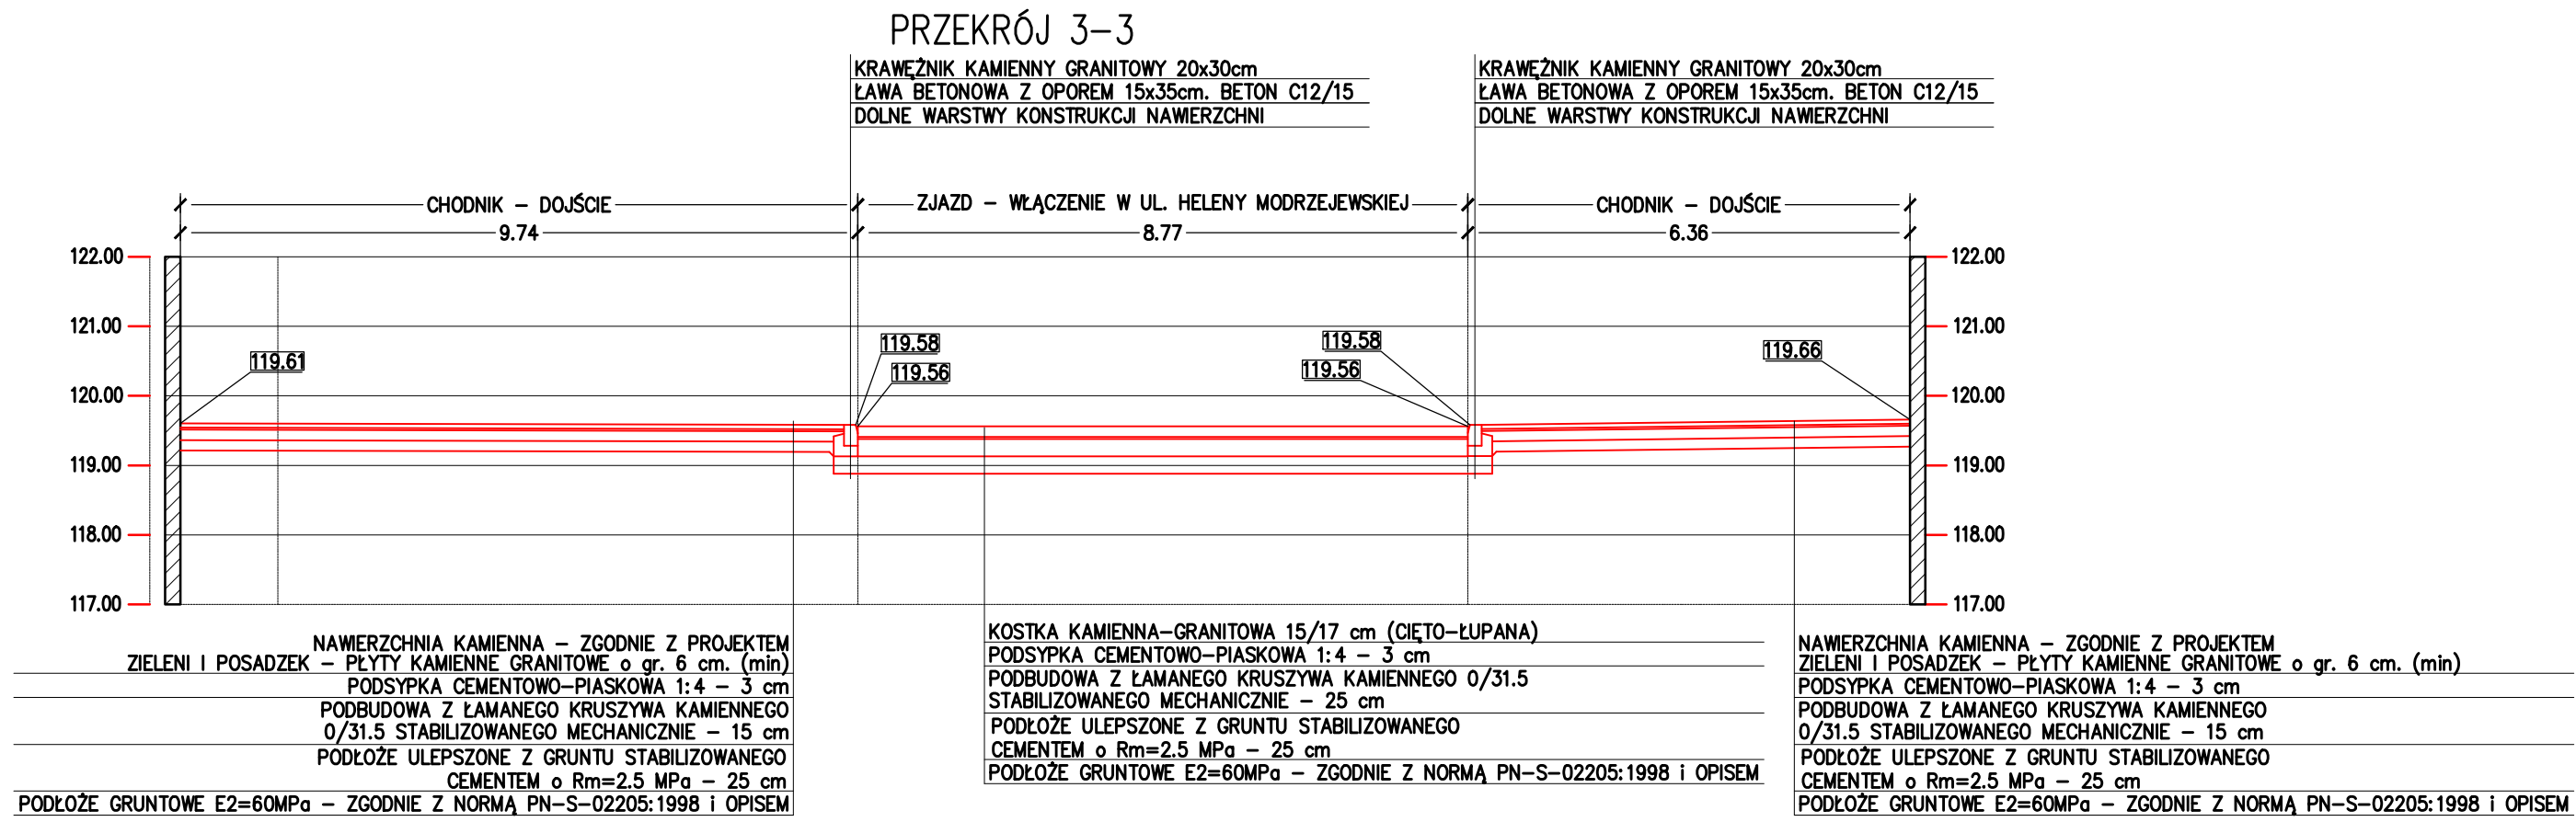 PRZEKRÓJ 3-3
KRAWĘŻNIK KAMIENNY GRANITOWY 20x30cm
ŁAWA BETONOWA Z OPOREM 15x35cm. BETON C12/15
DOLNE WARSTWY KONSTRUKCJI NAWIERZCHNI
KRAWĘŻNIK KAMIENNY GRANITOWY 20x30cm
ŁAWA BETONOWA Z OPOREM 15x35cm. BETON C12/15
DOLNE WARSTWY KONSTRUKCJI NAWIERZCHNI
CHODNIK – DOJŚCIE
ZJAZD – WŁĄCZENIE W UL. HELENY MODRZEJEWSKIEJ
CHODNIK – DOJŚCIE
9.74
8.77
6.36
122.00
122.00
121.00
121.00
119.61
119.58
119.56
119.58
119.56
119.66
120.00
120.00
119.00
119.00
118.00
118.00
117.00
117.00
NAWIERZCHNIA KAMIENNA – ZGODNIE Z PROJEKTEM
ZIELENI I POSADZEK – PŁYTY KAMIENNE GRANITOWE o gr. 6 cm. (min)
PODSYPKA CEMENTOWO-PIASKOWA 1:4 – 3 cm
PODBUDOWA Z ŁAMANEGO KRUSZYWA KAMIENNEGO
0/31.5 STABILIZOWANEGO MECHANICZNIE – 15 cm
PODŁOŻE ULEPSZONE Z GRUNTU STABILIZOWANEGO
CEMENTEM o Rm=2.5 MPa – 25 cm
PODŁOŻE GRUNTOWE E2=60MPa – ZGODNIE Z NORMĄ PN-S-02205:1998 i OPISEM
KOSTKA KAMIENNA-GRANITOWA 15/17 cm (CIĘTO-ŁUPANA)
PODSYPKA CEMENTOWO-PIASKOWA 1:4 – 3 cm
PODBUDOWA Z ŁAMANEGO KRUSZYWA KAMIENNEGO 0/31.5
STABILIZOWANEGO MECHANICZNIE – 25 cm
PODŁOŻE ULEPSZONE Z GRUNTU STABILIZOWANEGO
CEMENTEM o Rm=2.5 MPa – 25 cm
PODŁOŻE GRUNTOWE E2=60MPa – ZGODNIE Z NORMĄ PN-S-02205:1998 i OPISEM
NAWIERZCHNIA KAMIENNA – ZGODNIE Z PROJEKTEM
ZIELENI I POSADZEK – PŁYTY KAMIENNE GRANITOWE o gr. 6 cm. (min)
PODSYPKA CEMENTOWO-PIASKOWA 1:4 – 3 cm
PODBUDOWA Z ŁAMANEGO KRUSZYWA KAMIENNEGO
0/31.5 STABILIZOWANEGO MECHANICZNIE – 15 cm
PODŁOŻE ULEPSZONE Z GRUNTU STABILIZOWANEGO
CEMENTEM o Rm=2.5 MPa – 25 cm
PODŁOŻE GRUNTOWE E2=60MPa – ZGODNIE Z NORMĄ PN-S-02205:1998 i OPISEM